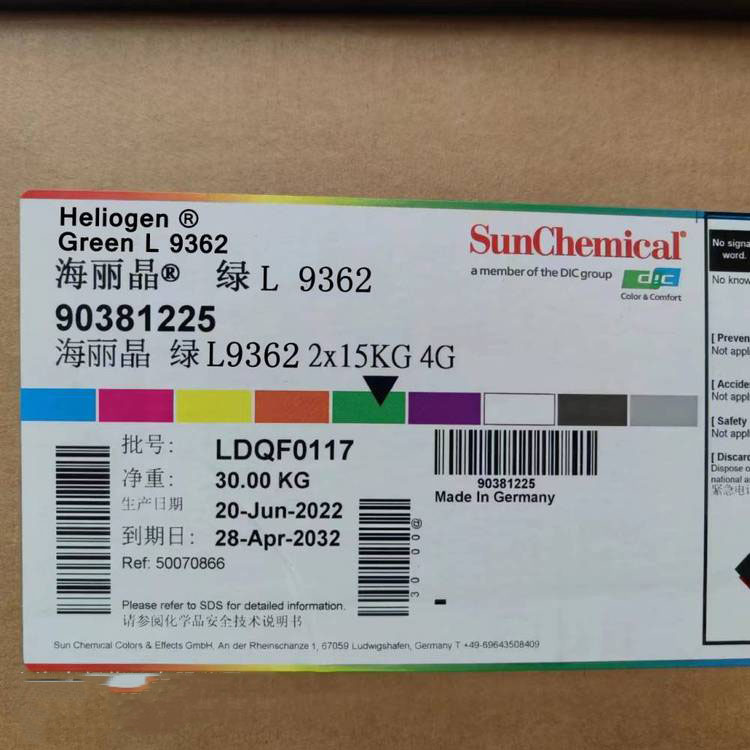 Heliogen ®
Green L 9362
海丽晶® 绿 L 9362
90381225
海丽晶 绿 L9362 2x15KG 4G
SunChemical®
a member of the DIC group
dic
Color & Comfort
批号: LDQF0117
净重: 30.00 KG
生产日期 20-Jun-2022
到期日: 28-Apr-2032
Ref: 50070866
30.00@
90381225
Made In Germany
Please refer to SDS for detailed information.
请参阅化学品安全技术说明书
Sun Chemical Colors & Effects GmbH, An der Rheinschanze 1, 67059 Ludwigshafen, Germany T +49-69643508409
No signa
word.
No know
[ Preven
Not appl
[ Accide
Not appl
[ Safety
Not appl
[ Discard
Dispose o
national a
紧急电话